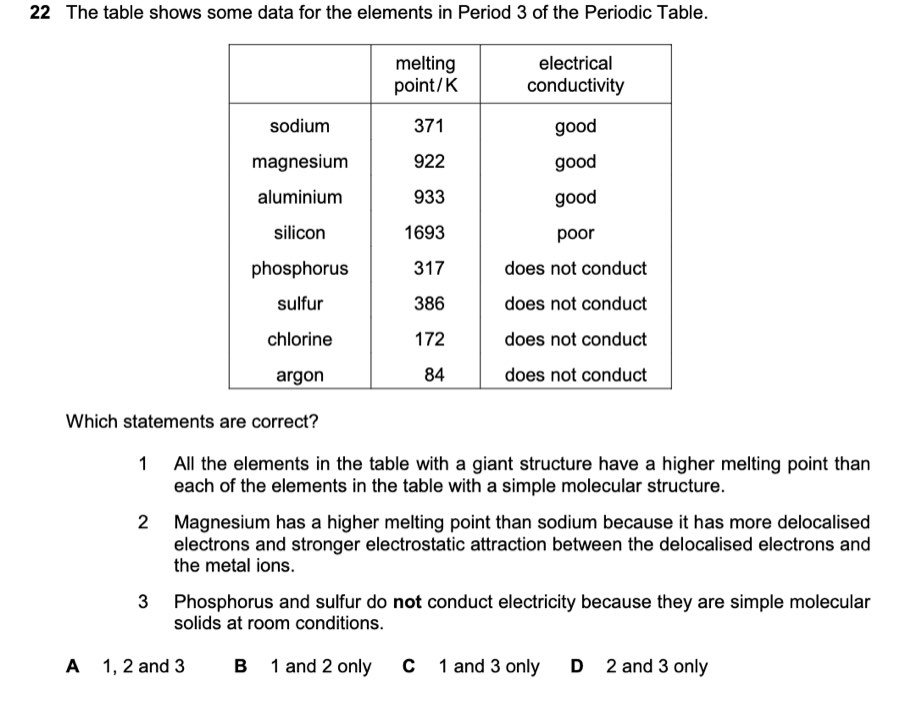 22 The table shows some data for the elements in Period 3 of the Periodic Table.
melting point/K electrical conductivity
sodium 371 good
magnesium 922 good
aluminium 933 good
silicon 1693 poor
phosphorus 317 does not conduct
sulfur 386 does not conduct
chlorine 172 does not conduct
argon 84 does not conduct
Which statements are correct?
1 All the elements in the table with a giant structure have a higher melting point than
each of the elements in the table with a simple molecular structure.
2 Magnesium has a higher melting point than sodium because it has more delocalised
electrons and stronger electrostatic attraction between the delocalised electrons and
the metal ions.
3 Phosphorus and sulfur do not conduct electricity because they are simple molecular
solids at room conditions.
A 1, 2 and 3 B 1 and 2 only C 1 and 3 only D 2 and 3 only